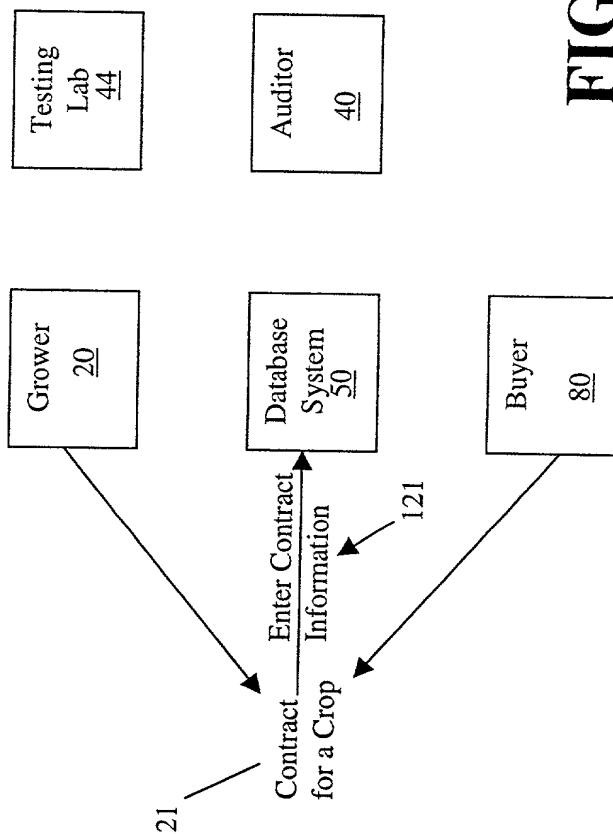 Testing
Lab
44
Auditor
40
Grower
20
Database
System
50
Buyer
80
Enter Contract
Information
121
Contract
for a Crop
21
FIG